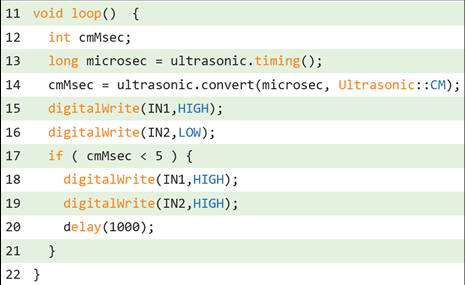 11 void loop()  {
12   int cmMsec;
13   long microsec = ultrasonic.timing();
14   cmMsec = ultrasonic.convert(microsec, Ultrasonic::CM);
15   digitalWrite(IN1,HIGH);
16   digitalWrite(IN2,LOW);
17   if ( cmMsec < 5 ) {
18     digitalWrite(IN1,HIGH);
19     digitalWrite(IN2,HIGH);
20     delay(1000);
21   }
22 }